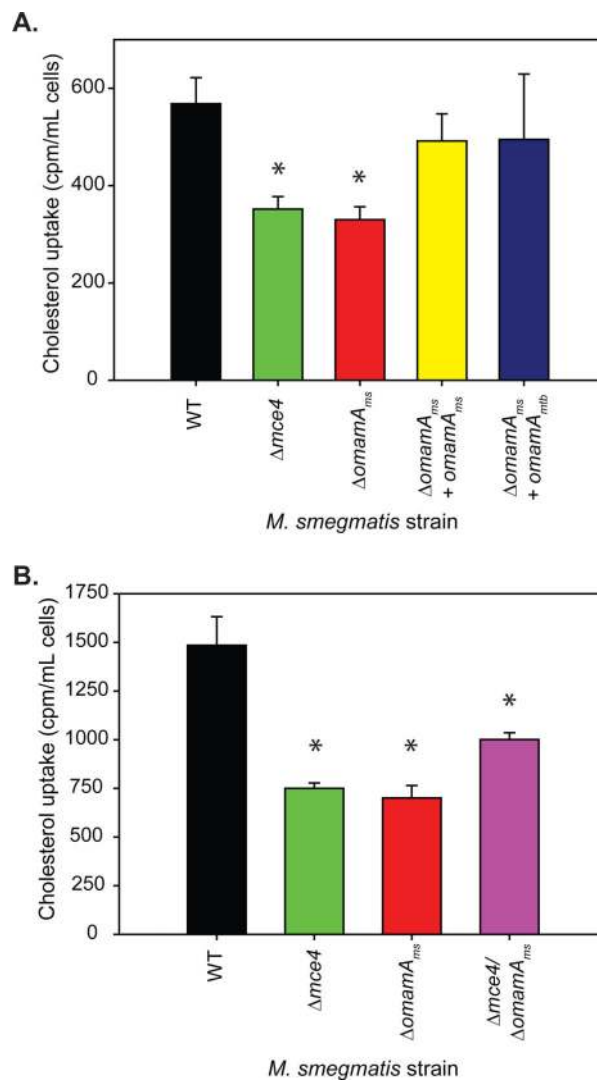 A.
Cholesterol uptake (cpm/mL cells)
600
400
200
0
*
*
WT
Δmce4
ΔomamAms
ΔomamAms
+ omamAms
ΔomamAms
+ omamAmtb
M. smegmatis strain
B.
Cholesterol uptake (cpm/mL cells)
1750
1500
1250
1000
750
500
250
0
*
*
*
WT
Δmce4
ΔomamAms
Δmce4/
ΔomamAms
M. smegmatis strain